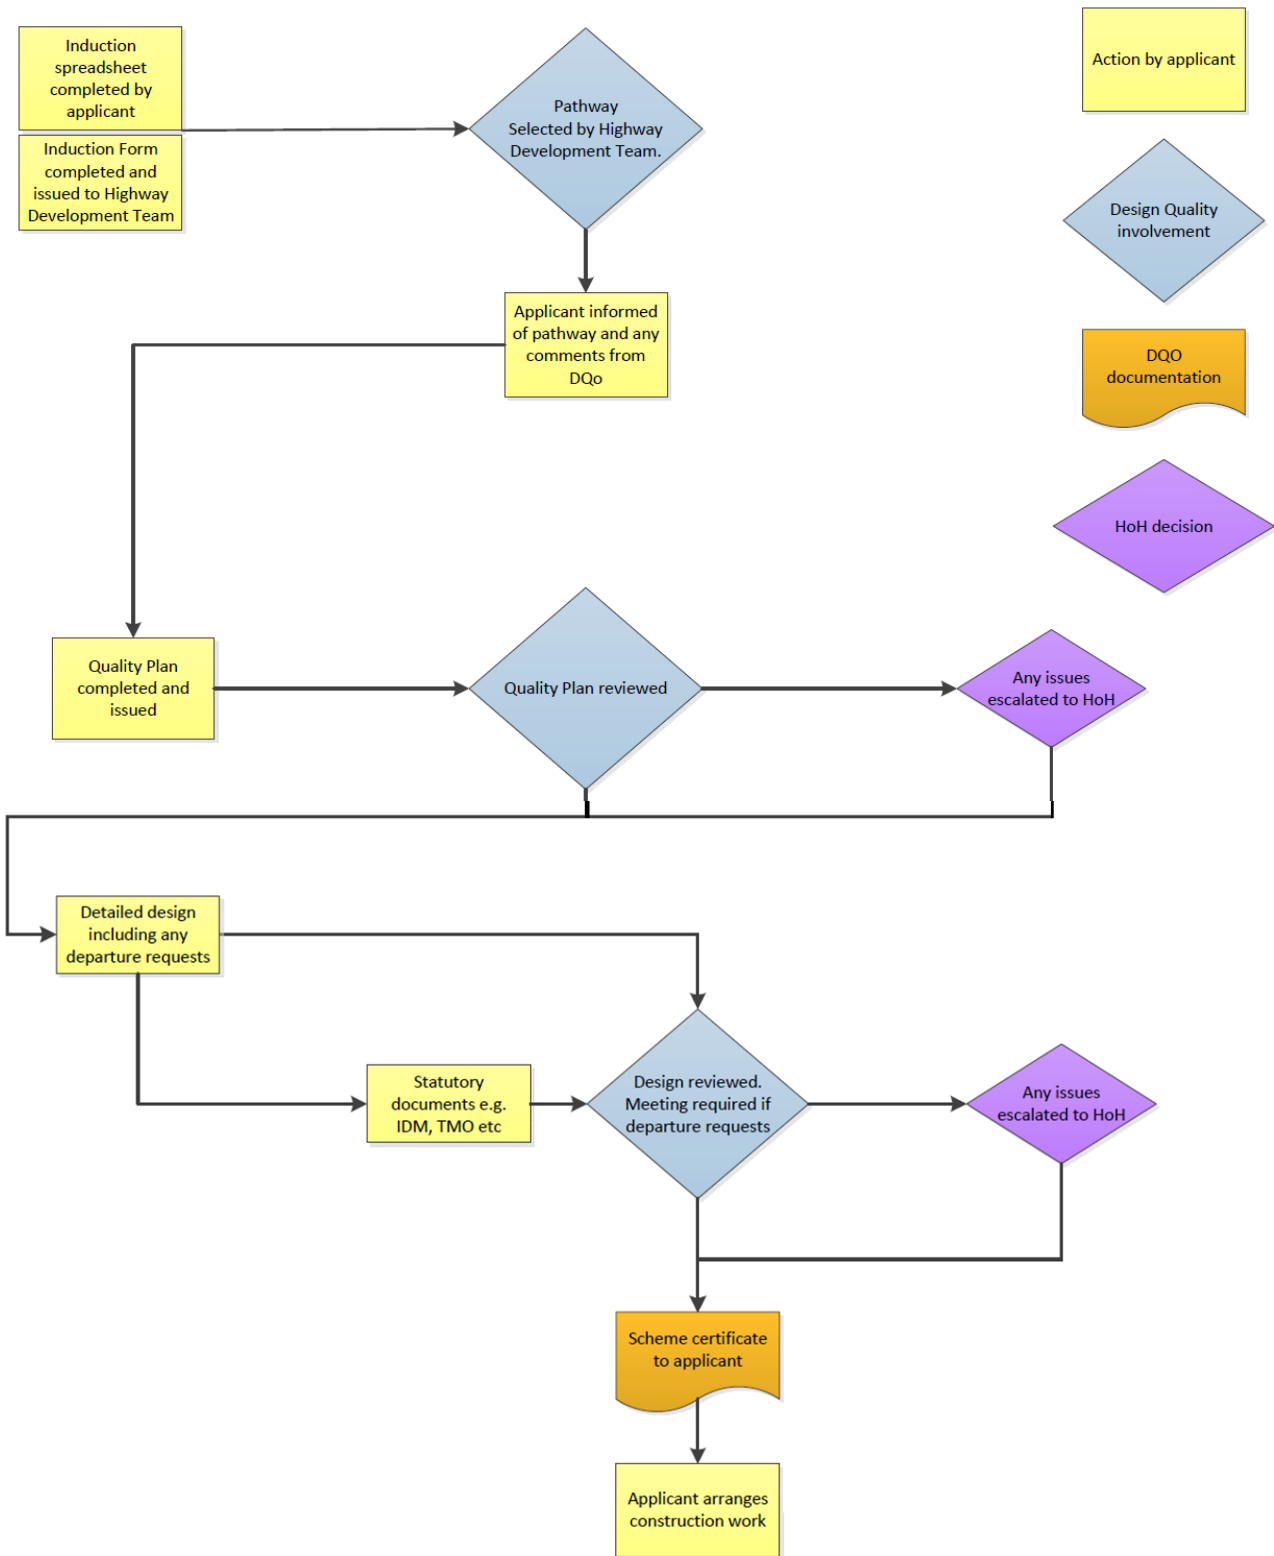 Induction
spreadsheet
completed by
applicant
Induction Form
completed and
issued to Highway
Development Team
Pathway
Selected by Highway
Development Team.
Action by applicant
Design Quality
involvement
DQO
documentation
HoH decision
Applicant informed
of pathway and any
comments from
DQo
Quality Plan
completed and
issued
Quality Plan reviewed
Any issues
escalated to HoH
Detailed design
including any
departure requests
Statutory
documents e.g.
IDM, TMO etc
Design reviewed.
Meeting required if
departure requests
Any issues
escalated to HoH
Scheme certificate
to applicant
Applicant arranges
construction work